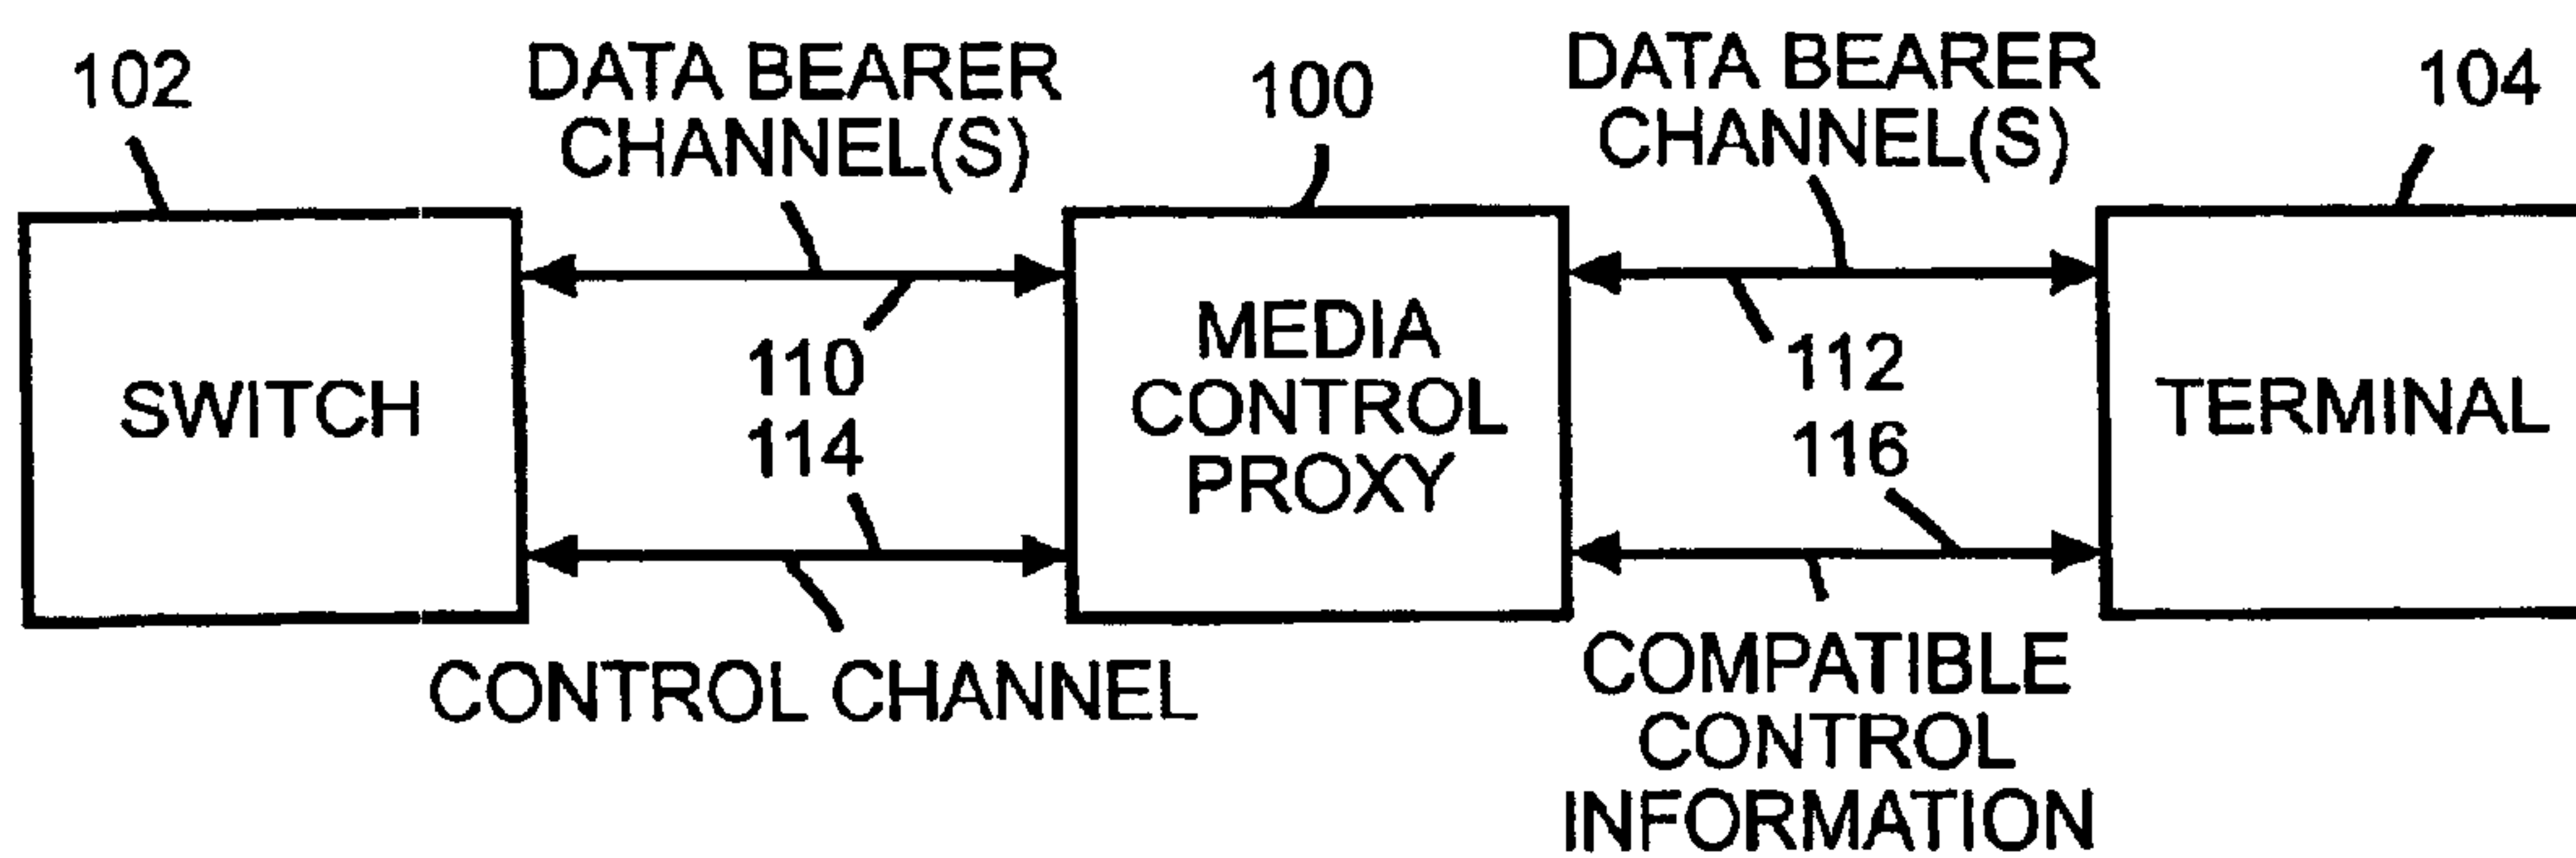 102
DATA BEARER
CHANNEL(S)
100
DATA BEARER
CHANNEL(S)
104
SWITCH
110
114
MEDIA
CONTROL
PROXY
112
116
TERMINAL
CONTROL CHANNEL
COMPATIBLE
CONTROL
INFORMATION